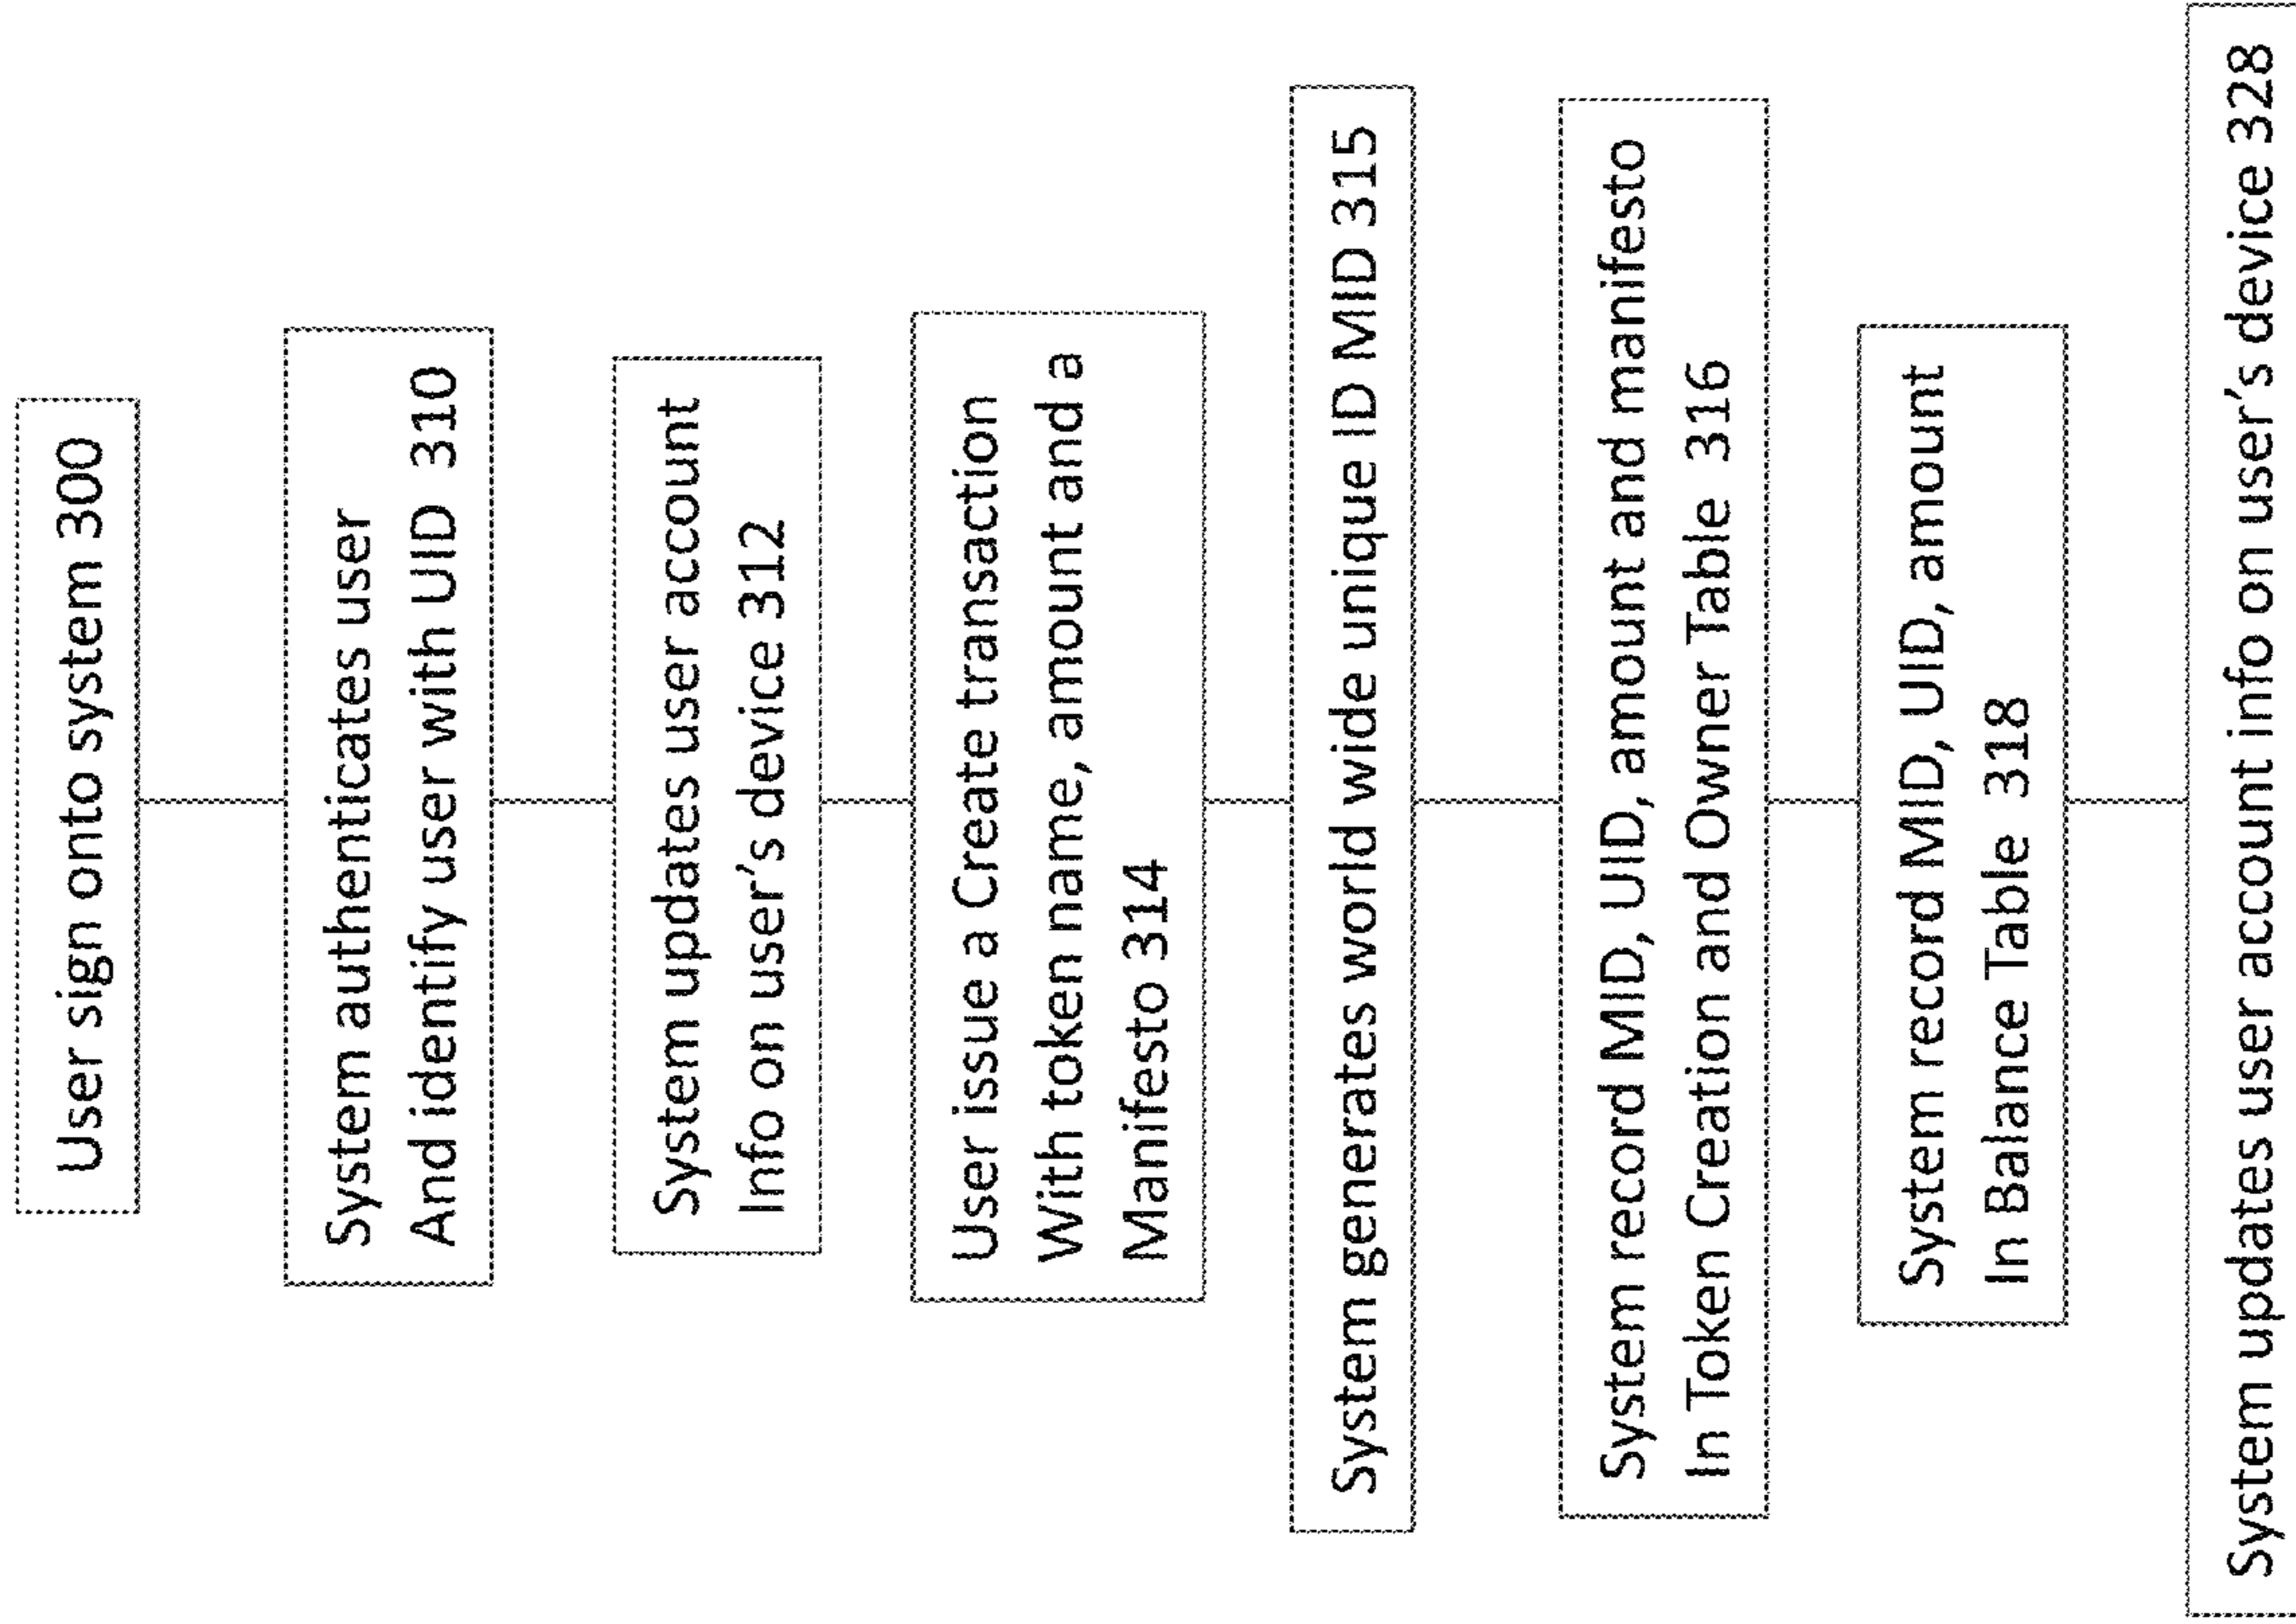 User sign onto system 300
System authenticates user
And identify user with UID 310
System updates user account
Info on user's device 312
User issue a Create transaction
With token name, amount and a
Manifesto 314
System generates world wide unique ID MID 315
System record MID, UID, amount and manifesto
In Token Creation and Owner Table 316
System record MID, UID, amount
In Balance Table 318
System updates user account info on user's device 328